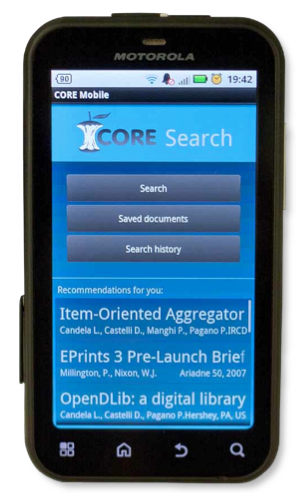 MOTOROLA
90 19:42
CORE Mobile
CORE Search
Search
Saved documents
Search history
Recommendations for you:
Item-Oriented Aggregator
Candela L., Castelli D., Manghi P., Pagano P.IRCD
EPrints 3 Pre-Launch Brief
Millington, P., Nixon, W.J. Ariadne 50, 2007
OpenDLib: a digital library
Candela L., Castelli D., Pagano P.Hershey, PA, US